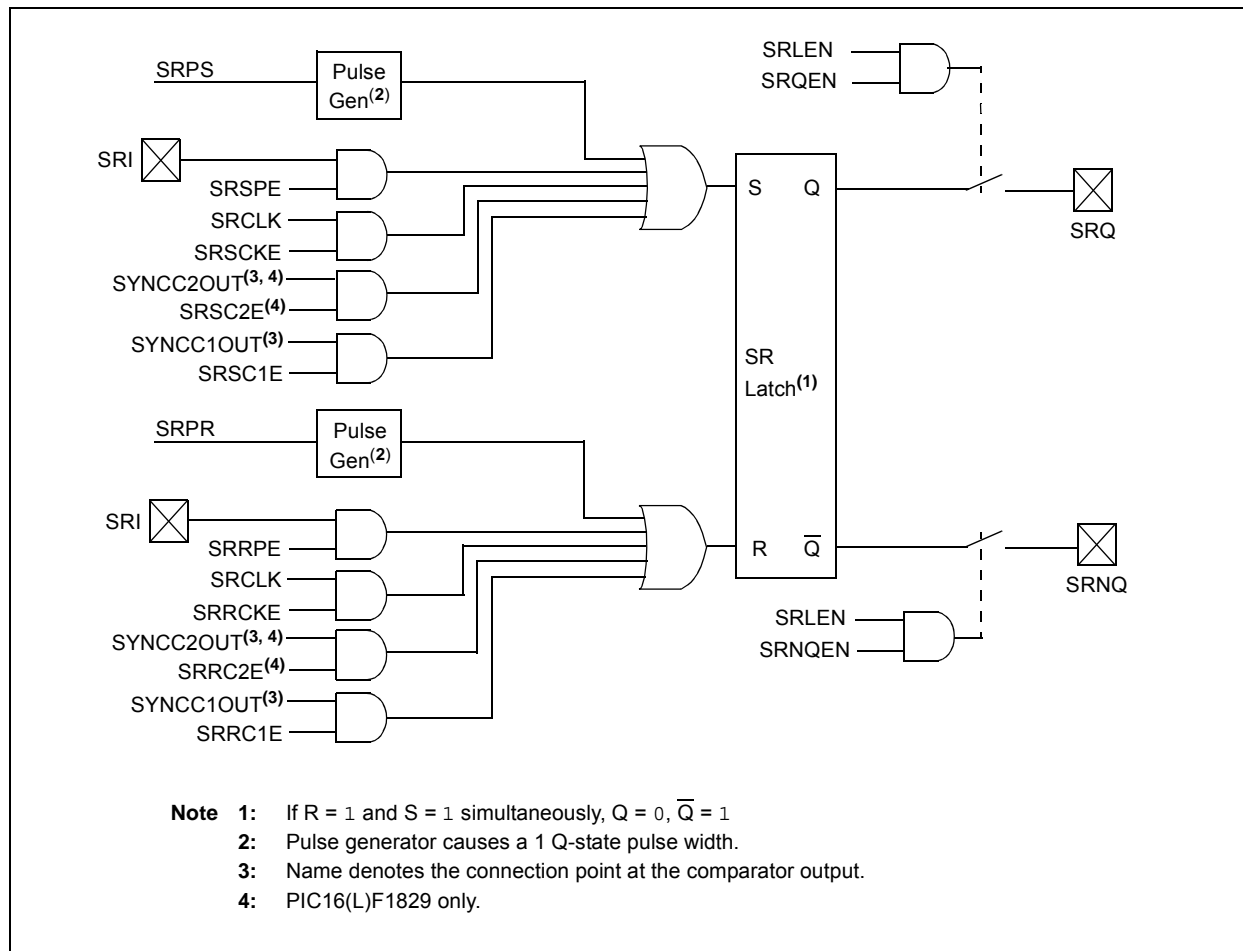 SRPS
Pulse
Gen(2)
SRLEN
SRQEN
SRI
SRSPE
SRCLK
SRSCKE
SYNCC2OUT(3, 4)
SRSC2E(4)
SYNCC1OUT(3)
SRSC1E
S Q
SRQ
SR
Latch(1)
SRPR
Pulse
Gen(2)
SRI
SRRPE
SRCLK
SRRCKE
SYNCC2OUT(3, 4)
SRRC2E(4)
SYNCC1OUT(3)
SRRC1E
R Q̅
SRNQ
SRLEN
SRNQEN
Note 1: If R = 1 and S = 1 simultaneously, Q = 0, Q̅ = 1
2: Pulse generator causes a 1 Q-state pulse width.
3: Name denotes the connection point at the comparator output.
4: PIC16(L)F1829 only.